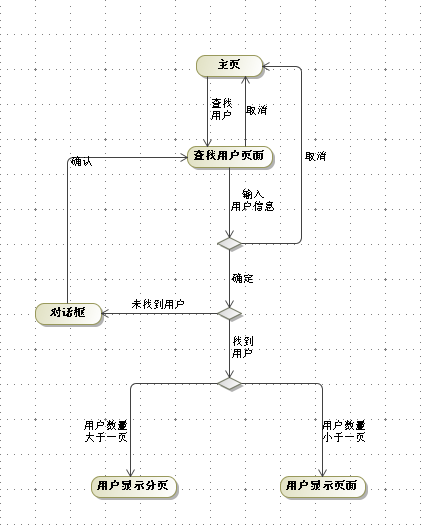 主页
查找
用户
取消
取消
查找用户页面
确认
输入
用户信息
确定
未找到用户
对话框
找到
用户
用户数量
大于一页
用户数量
小于一页
用户显示分页
用户显示页面